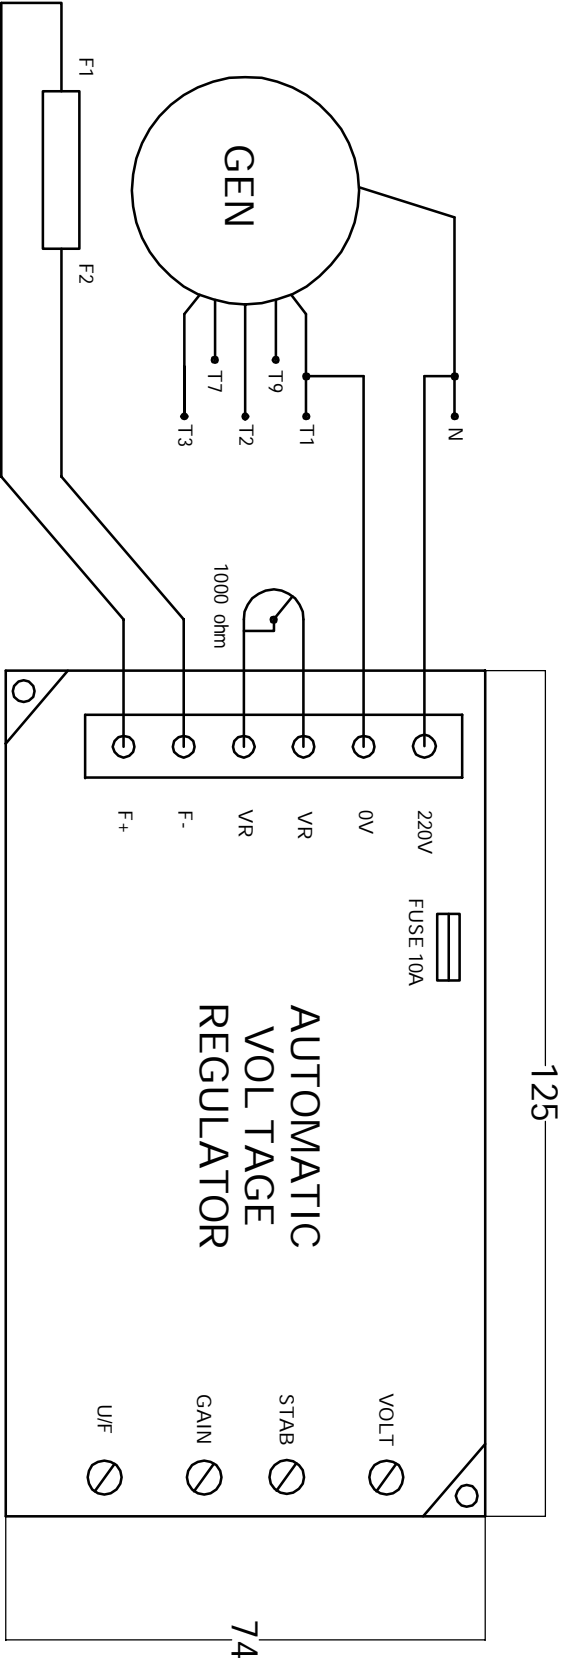 F1
F2
GEN
T3
T7
T2
T9
T1
N
1000 ohm
220V
0V
VR
VR
F-
F+
FUSE 10A
AUTOMATIC
VOL TAGE
REGULATOR
VOLT
STAB
GAIN
U/F
125
74